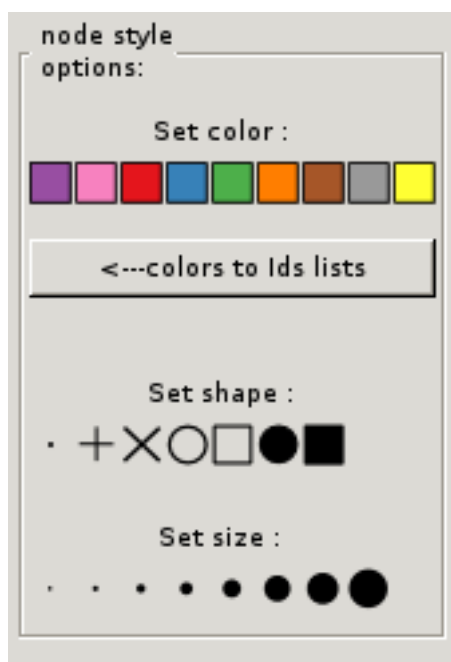 node style
options:
Set color :
<---colors to Ids lists
Set shape :
Set size :